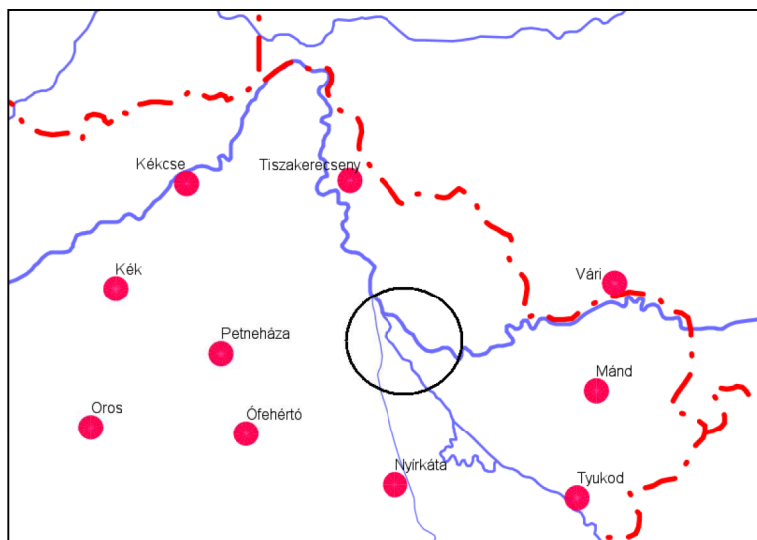 Kékcse
Tiszakerecseny
Kék
Vári
Petneháza
Mánd
Oros
Ófehértó
Nyírkáta
Tyukod